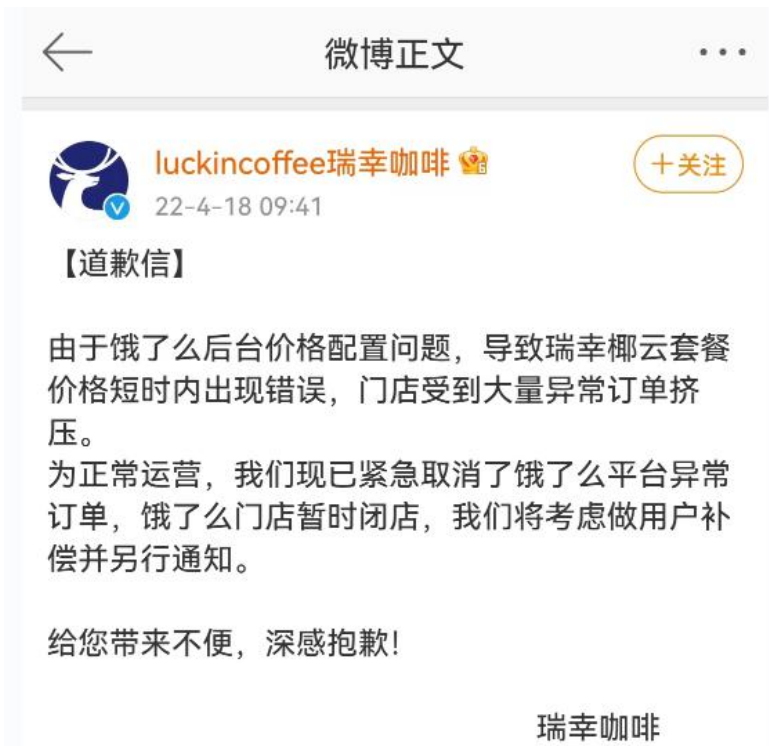 微博正文
luckincoffee瑞幸咖啡
+关注
22-4-18 09:41
【道歉信】
由于饿了么后台价格配置问题，导致瑞幸椰云套餐
价格短时内出现错误，门店受到大量异常订单挤
压。
为正常运营，我们现已紧急取消了饿了么平台异常
订单，饿了么门店暂时闭店，我们将考虑做用户补
偿并另行通知。
给您带来不便，深感抱歉！
瑞幸咖啡